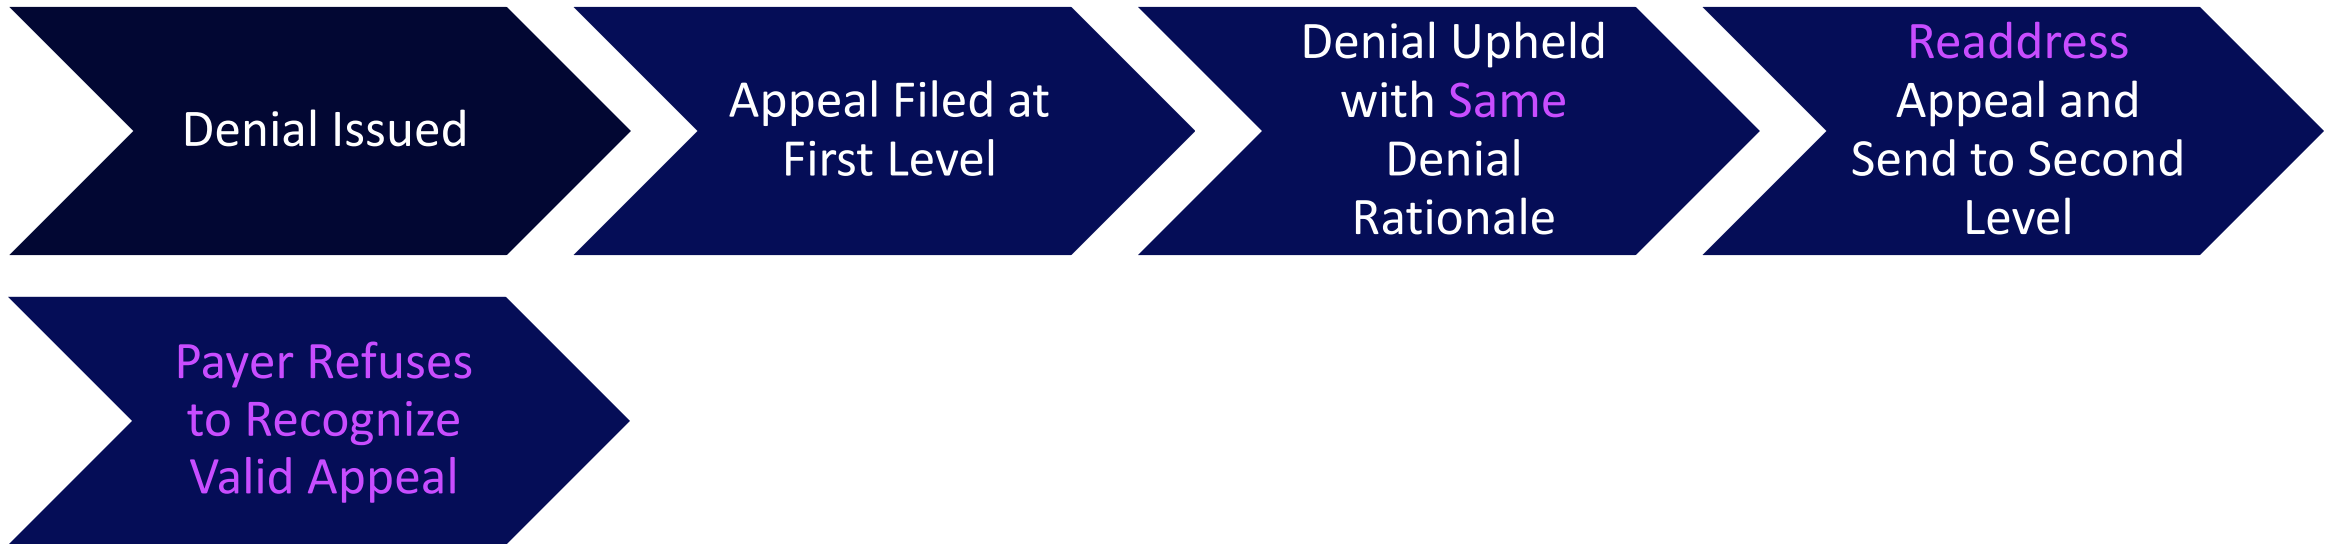 Denial Issued
Appeal Filed at
First Level
Denial Upheld
with Same
Denial
Rationale
Readdress
Appeal and
Send to Second
Level
Payer Refuses
to Recognize
Valid Appeal